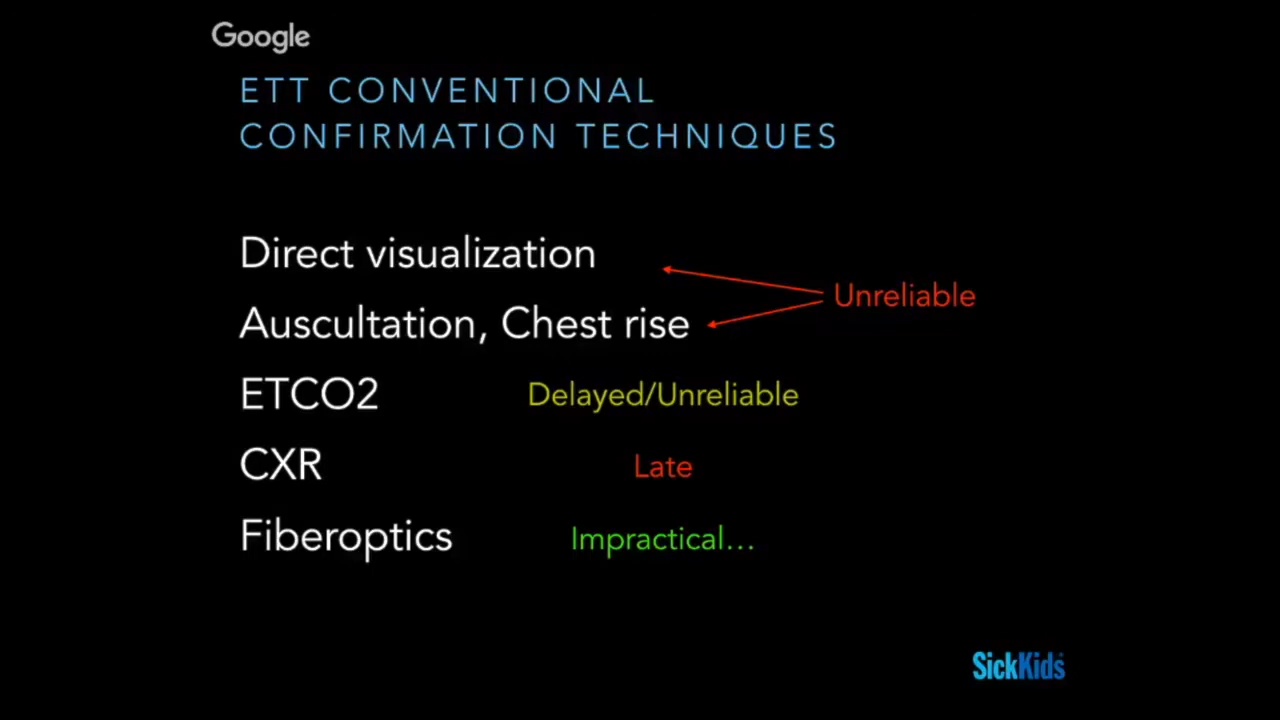 Google
ETT CONVENTIONAL
CONFIRMATION TECHNIQUES
Direct visualization
Unreliable
Auscultation, Chest rise
ETCO2 Delayed/Unreliable
CXR Late
Fiberoptics Impractical...
SickKids